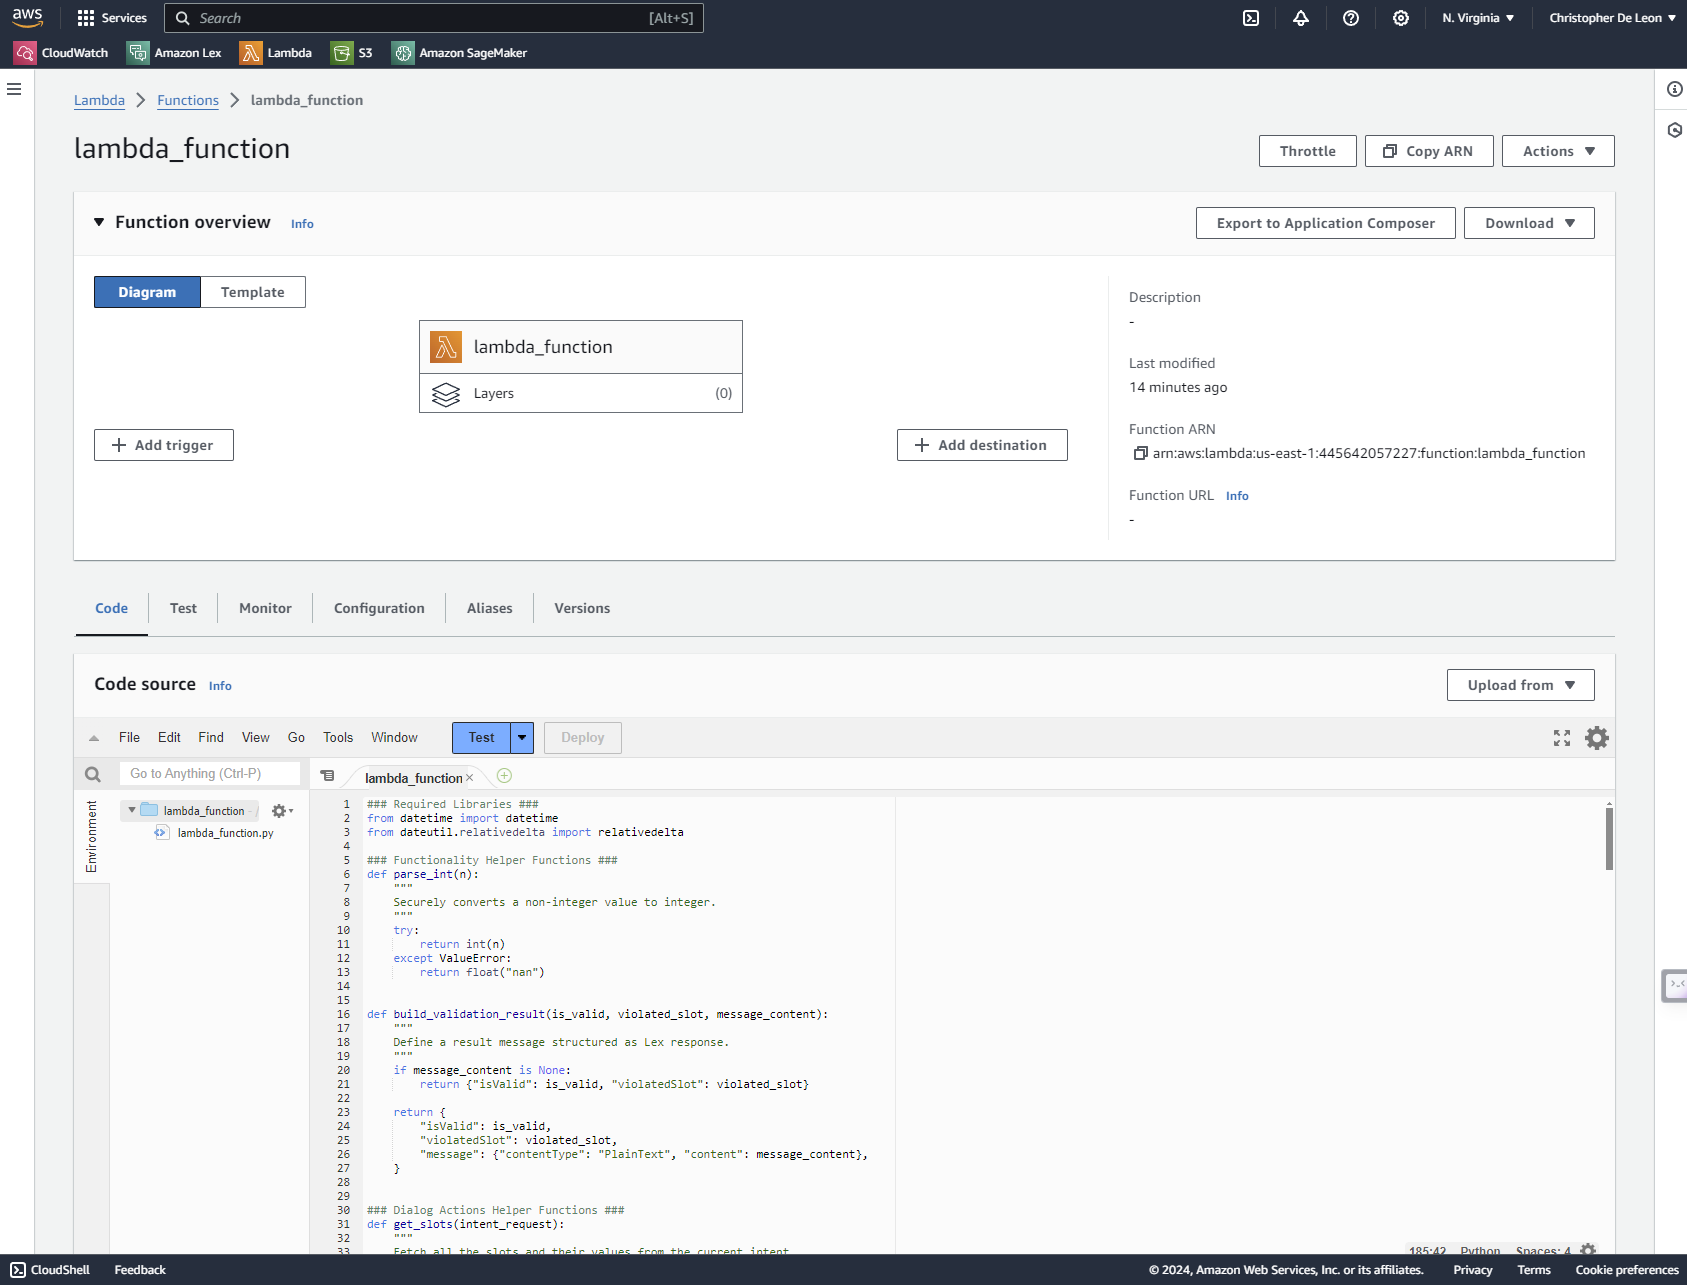 aws
Services
Search [Alt+S]
N. Virginia
Christopher De Leon
CloudWatch
Amazon Lex
Lambda
S3
Amazon SageMaker
Lambda > Functions > lambda_function
lambda_function
Throttle
Copy ARN
Actions
Function overview Info
Export to Application Composer
Download
Diagram
Template
lambda_function
Layers (0)
+ Add trigger
+ Add destination
Description
-
Last modified
14 minutes ago
Function ARN
arn:aws:lambda:us-east-1:445642057227:function:lambda_function
Function URL Info
-
Code
Test
Monitor
Configuration
Aliases
Versions
Code source Info
Upload from
File Edit Find View Go Tools Window
Test
Deploy
Go to Anything (Ctrl-P)
lambda_function ×
Environment
lambda_function - /
lambda_function.py
1 ### Required Libraries ###
2 from datetime import datetime
3 from dateutil.relativedelta import relativedelta
4
5 ### Functionality Helper Functions ###
6 def parse_int(n):
7 """
8 Securely converts a non-integer value to integer.
9 """
10 try:
11 return int(n)
12 except ValueError:
13 return float("nan")
14
15
16 def build_validation_result(is_valid, violated_slot, message_content):
17 """
18 Define a result message structured as Lex response.
19 """
20 if message_content is None:
21 return {"isValid": is_valid, "violatedSlot": violated_slot}
22
23 return {
24 "isValid": is_valid,
25 "violatedSlot": violated_slot,
26 "message": {"contentType": "PlainText", "content": message_content},
27 }
28
29
30 ### Dialog Actions Helper Functions ###
31 def get_slots(intent_request):
32 """
33 Fetch all the slots and their values from the current intent.
185:42 Python Spaces: 4
CloudShell
Feedback
© 2024, Amazon Web Services, Inc. or its affiliates.
Privacy
Terms
Cookie preferences